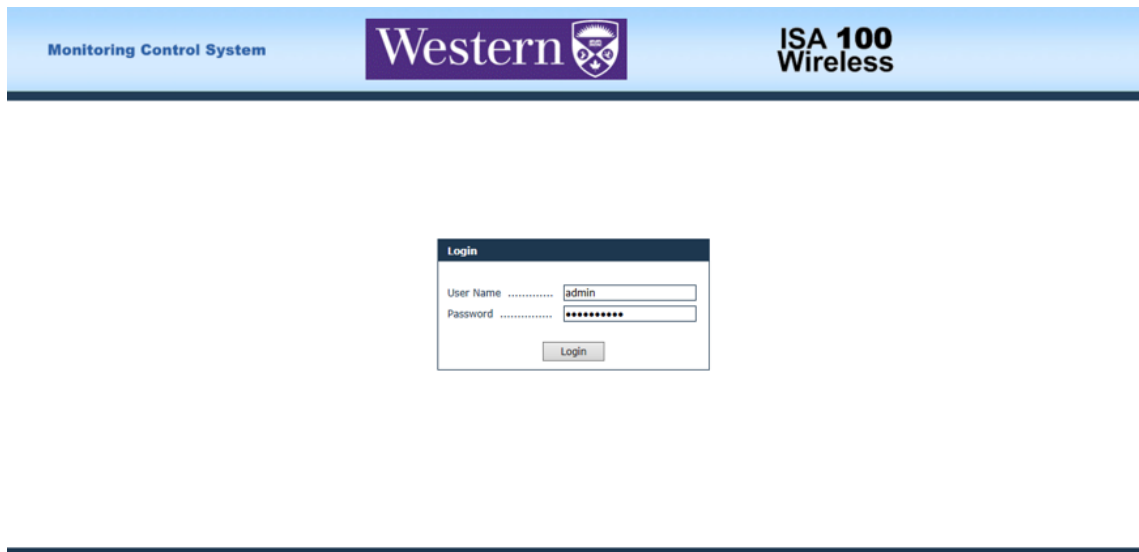 Monitoring Control System
Western
ISA 100
Wireless
Login
User Name .............
admin
Password ...............
••••••••••
Login